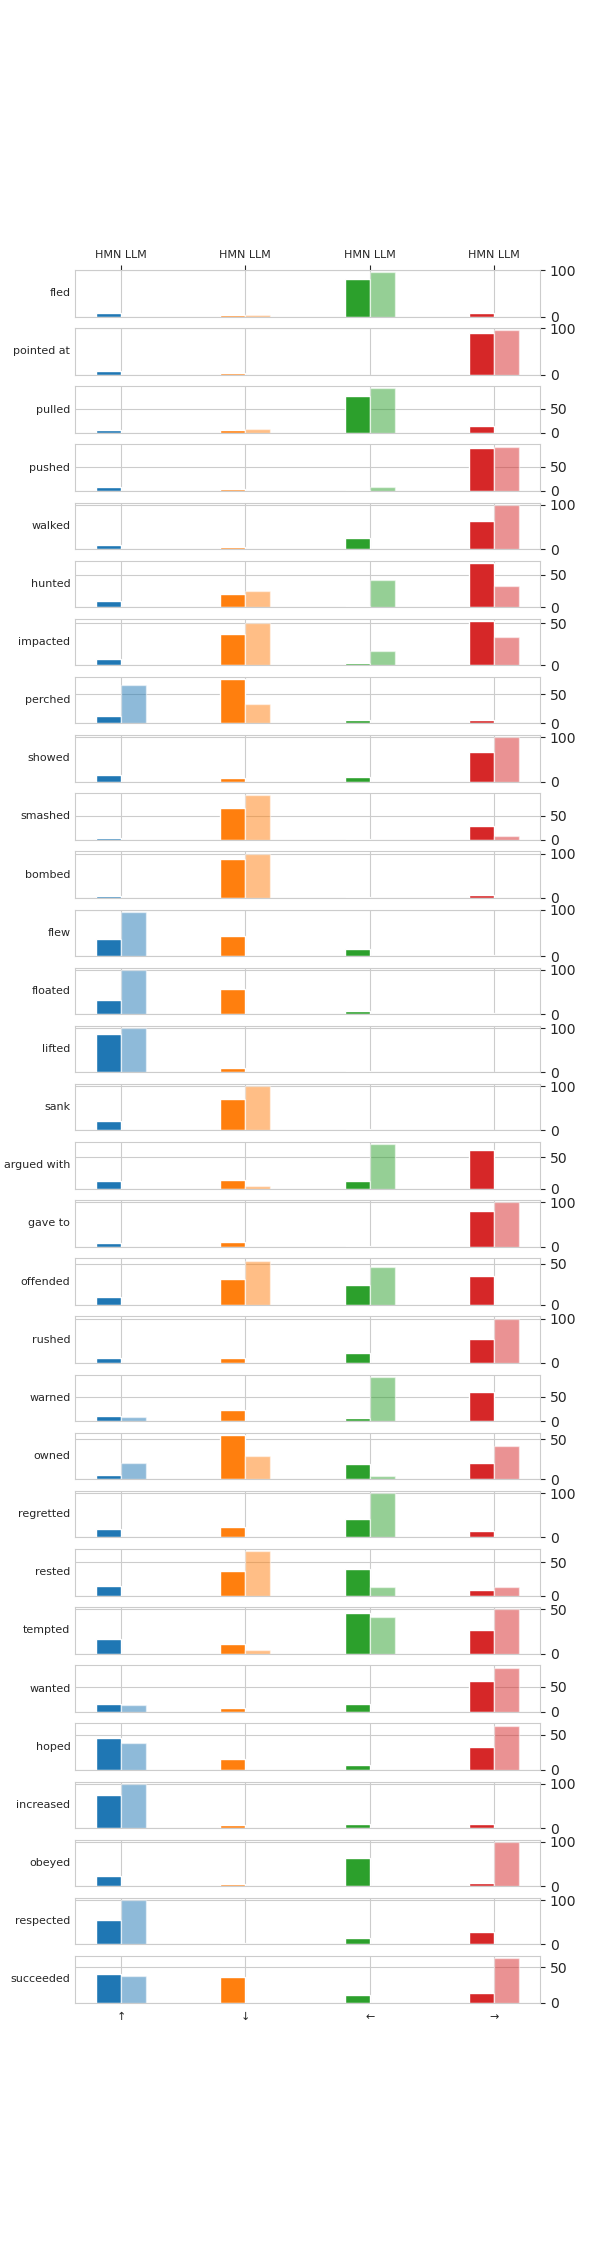 HMN LLM HMN LLM HMN LLM HMN LLM
fled 100 0
pointed at 100 0
pulled 50 0
pushed 50 0
walked 100 0
hunted 50 0
impacted 50 0
perched 50 0
showed 100 0
smashed 50 0
bombed 100 0
flew 100 0
floated 100 0
lifted 100 0
sank 100 0
argued with 50 0
gave to 100 0
offended 50 0
rushed 100 0
warned 50 0
owned 50 0
regretted 100 0
rested 50 0
tempted 50 0
wanted 50 0
hoped 50 0
increased 100 0
obeyed 100 0
respected 100 0
succeeded 50 0
↑ ↓ ← →